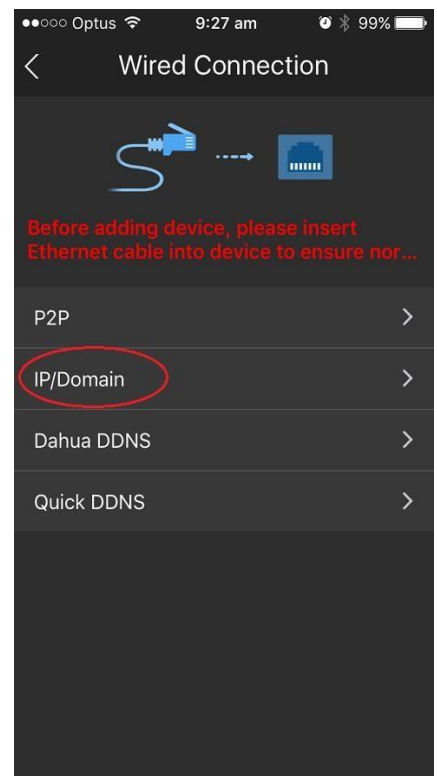 Optus 9:27 am 99%
Wired Connection
Before adding device, please insert
Ethernet cable into device to ensure nor...
P2P
IP/Domain
Dahua DDNS
Quick DDNS